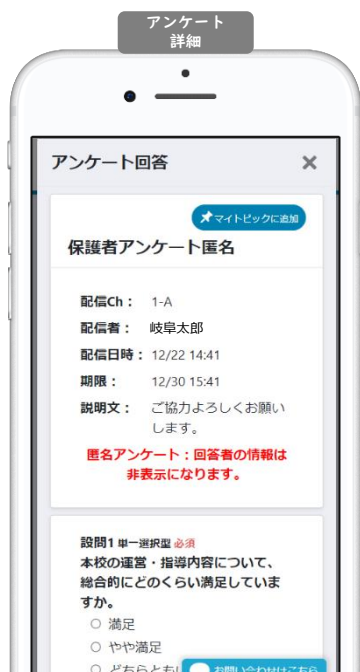 アンケート
詳細
アンケート回答 ×
マイトピックに追加
保護者アンケート匿名
配信Ch： 1-A
配信者： 岐阜太郎
配信日時： 12/22 14:41
期限： 12/30 15:41
説明文： ご協力よろしくお願い
します。
匿名アンケート：回答者の情報は
非表示になります。
設問1 単一選択型 必須
本校の運営・指導内容について、
総合的にどのくらい満足していま
すか。
満足
やや満足
どちらとも
お問い合わせはこちら